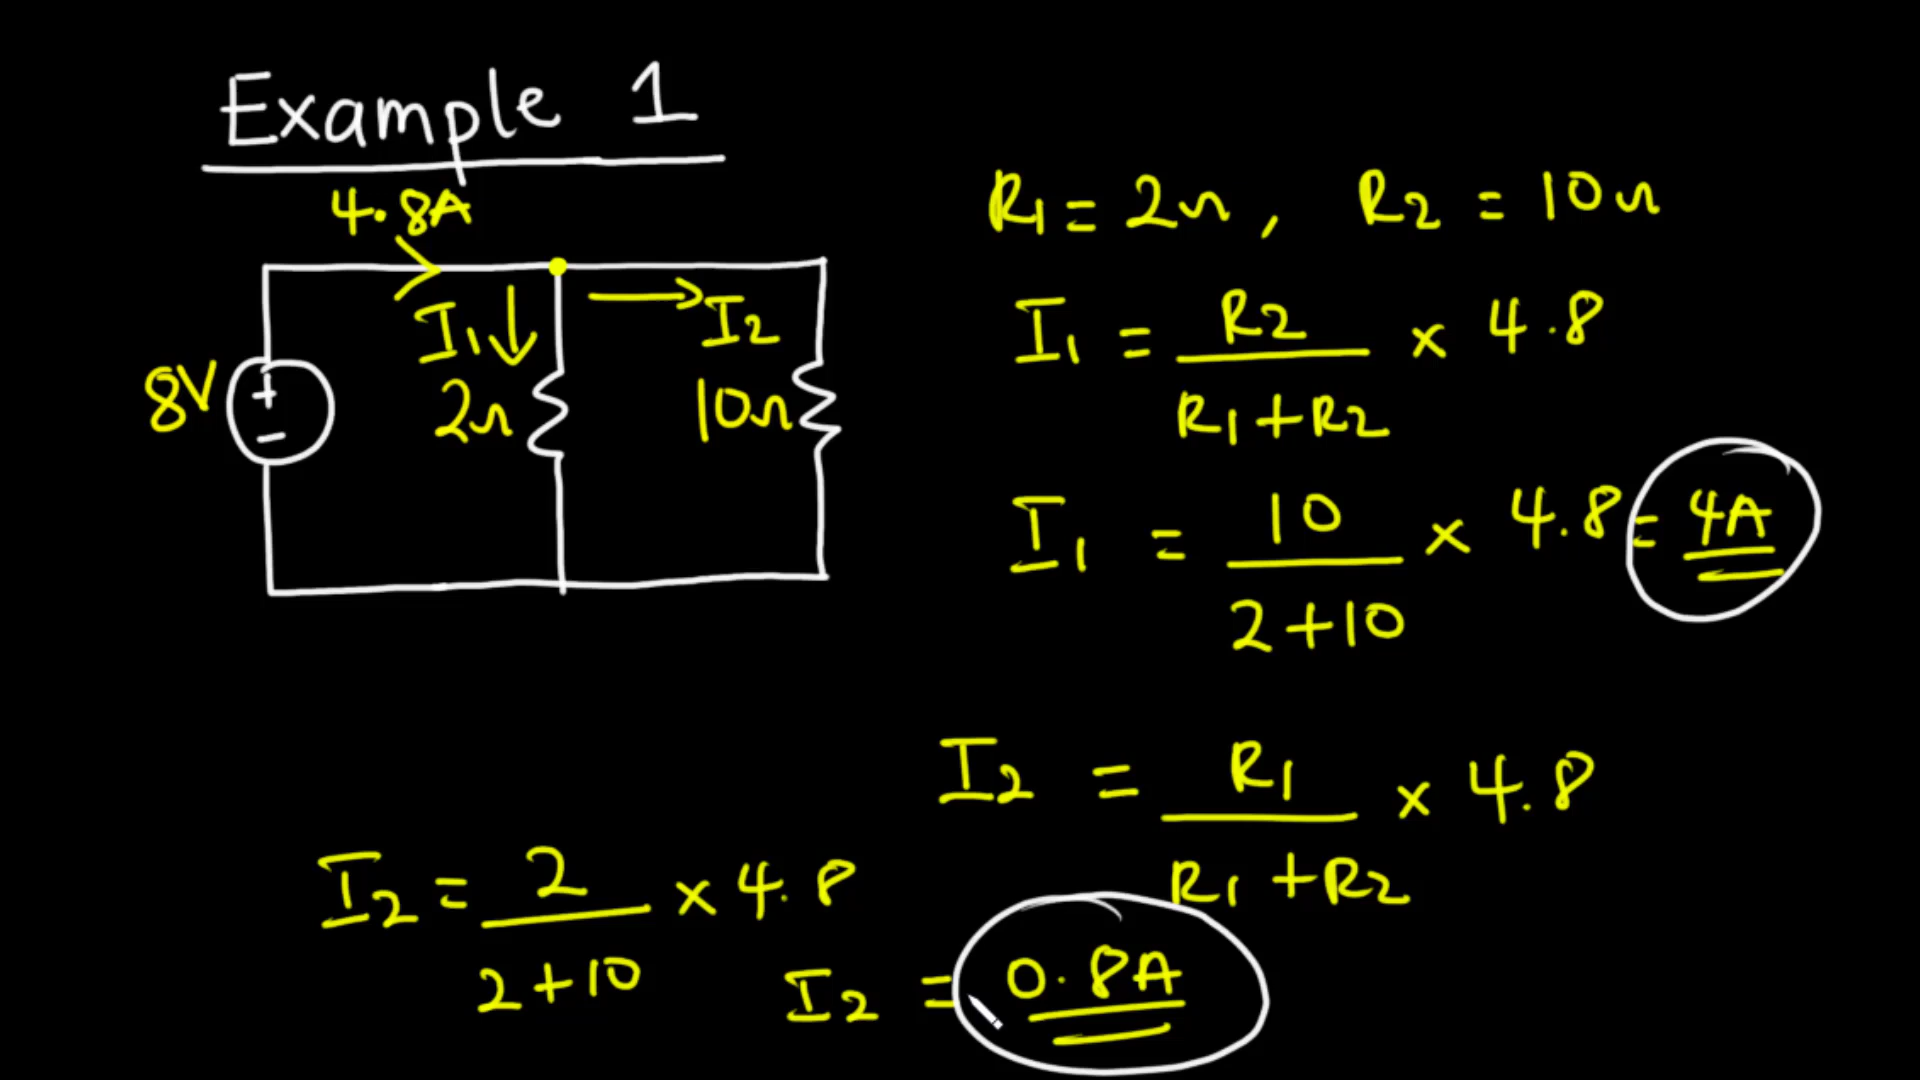 Example 1
4.8A
I₁ ↓
I₂
8V
+
−
2Ω
10Ω
R₁ = 2Ω, R₂ = 10Ω
I₁ = R₂ / (R₁+R₂) × 4.8
I₁ = 10 / (2+10) × 4.8 = 4A
I₂ = R₁ / (R₁+R₂) × 4.8
I₂ = 2 / (2+10) × 4.8
I₂ = 0.8A